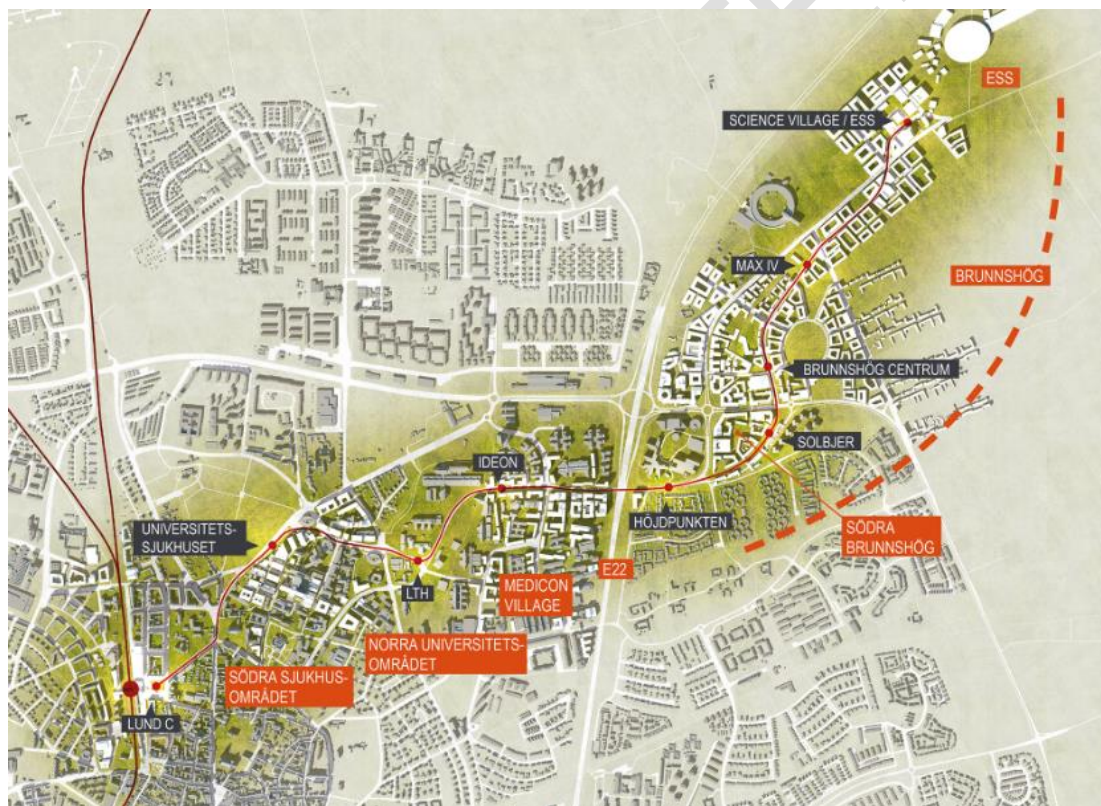 ESS
SCIENCE VILLAGE / ESS
MAX IV
BRUNNSHÖG
BRUNNSHÖG CENTRUM
SOLBJER
IDEON
HÖJDPUNKTEN
SÖDRA
BRUNNSHÖG
UNIVERSITETS-
SJUKHUSET
E22
LTH
MEDICON
VILLAGE
NORRA UNIVERSITETS-
OMRÅDET
SÖDRA SJUKHUS-
OMRÅDET
LUND C